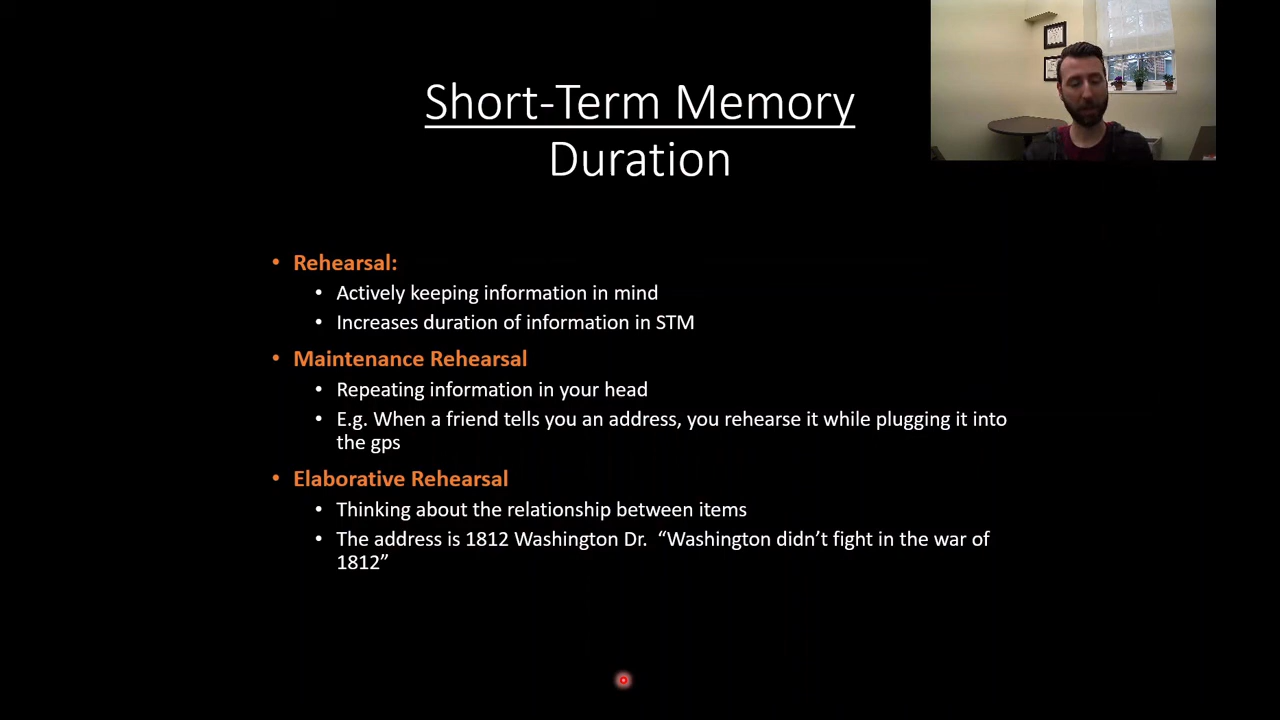 Short-Term Memory
Duration
• Rehearsal:
• Actively keeping information in mind
• Increases duration of information in STM
• Maintenance Rehearsal
• Repeating information in your head
• E.g. When a friend tells you an address, you rehearse it while plugging it into
the gps
• Elaborative Rehearsal
• Thinking about the relationship between items
• The address is 1812 Washington Dr.  “Washington didn’t fight in the war of
1812”